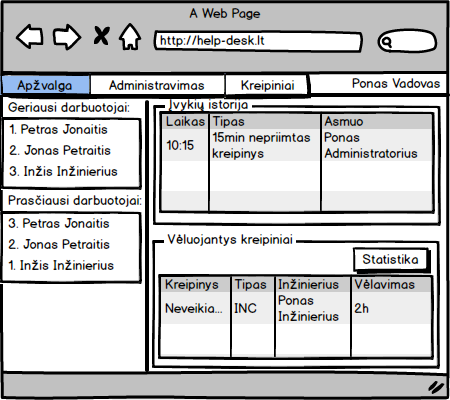 A Web Page
http://help-desk.lt
Apžvalga Administravimas Kreipiniai Ponas Vadovas
Geriausi darbuotojai:
1. Petras Jonaitis
2. Jonas Petraitis
3. Inžis Inžinierius
Prasčiausi darbuotojai:
3. Petras Jonaitis
2. Jonas Petraitis
1. Inžis Inžinierius
Įvykių istorija
Laikas Tipas Asmuo
10:15 15min nepriimtas kreipinys Ponas Administratorius
Vėluojantys kreipiniai
Statistika
Kreipinys Tipas Inžinierius Vėlavimas
Neveikia... INC Ponas Inžinierius 2h